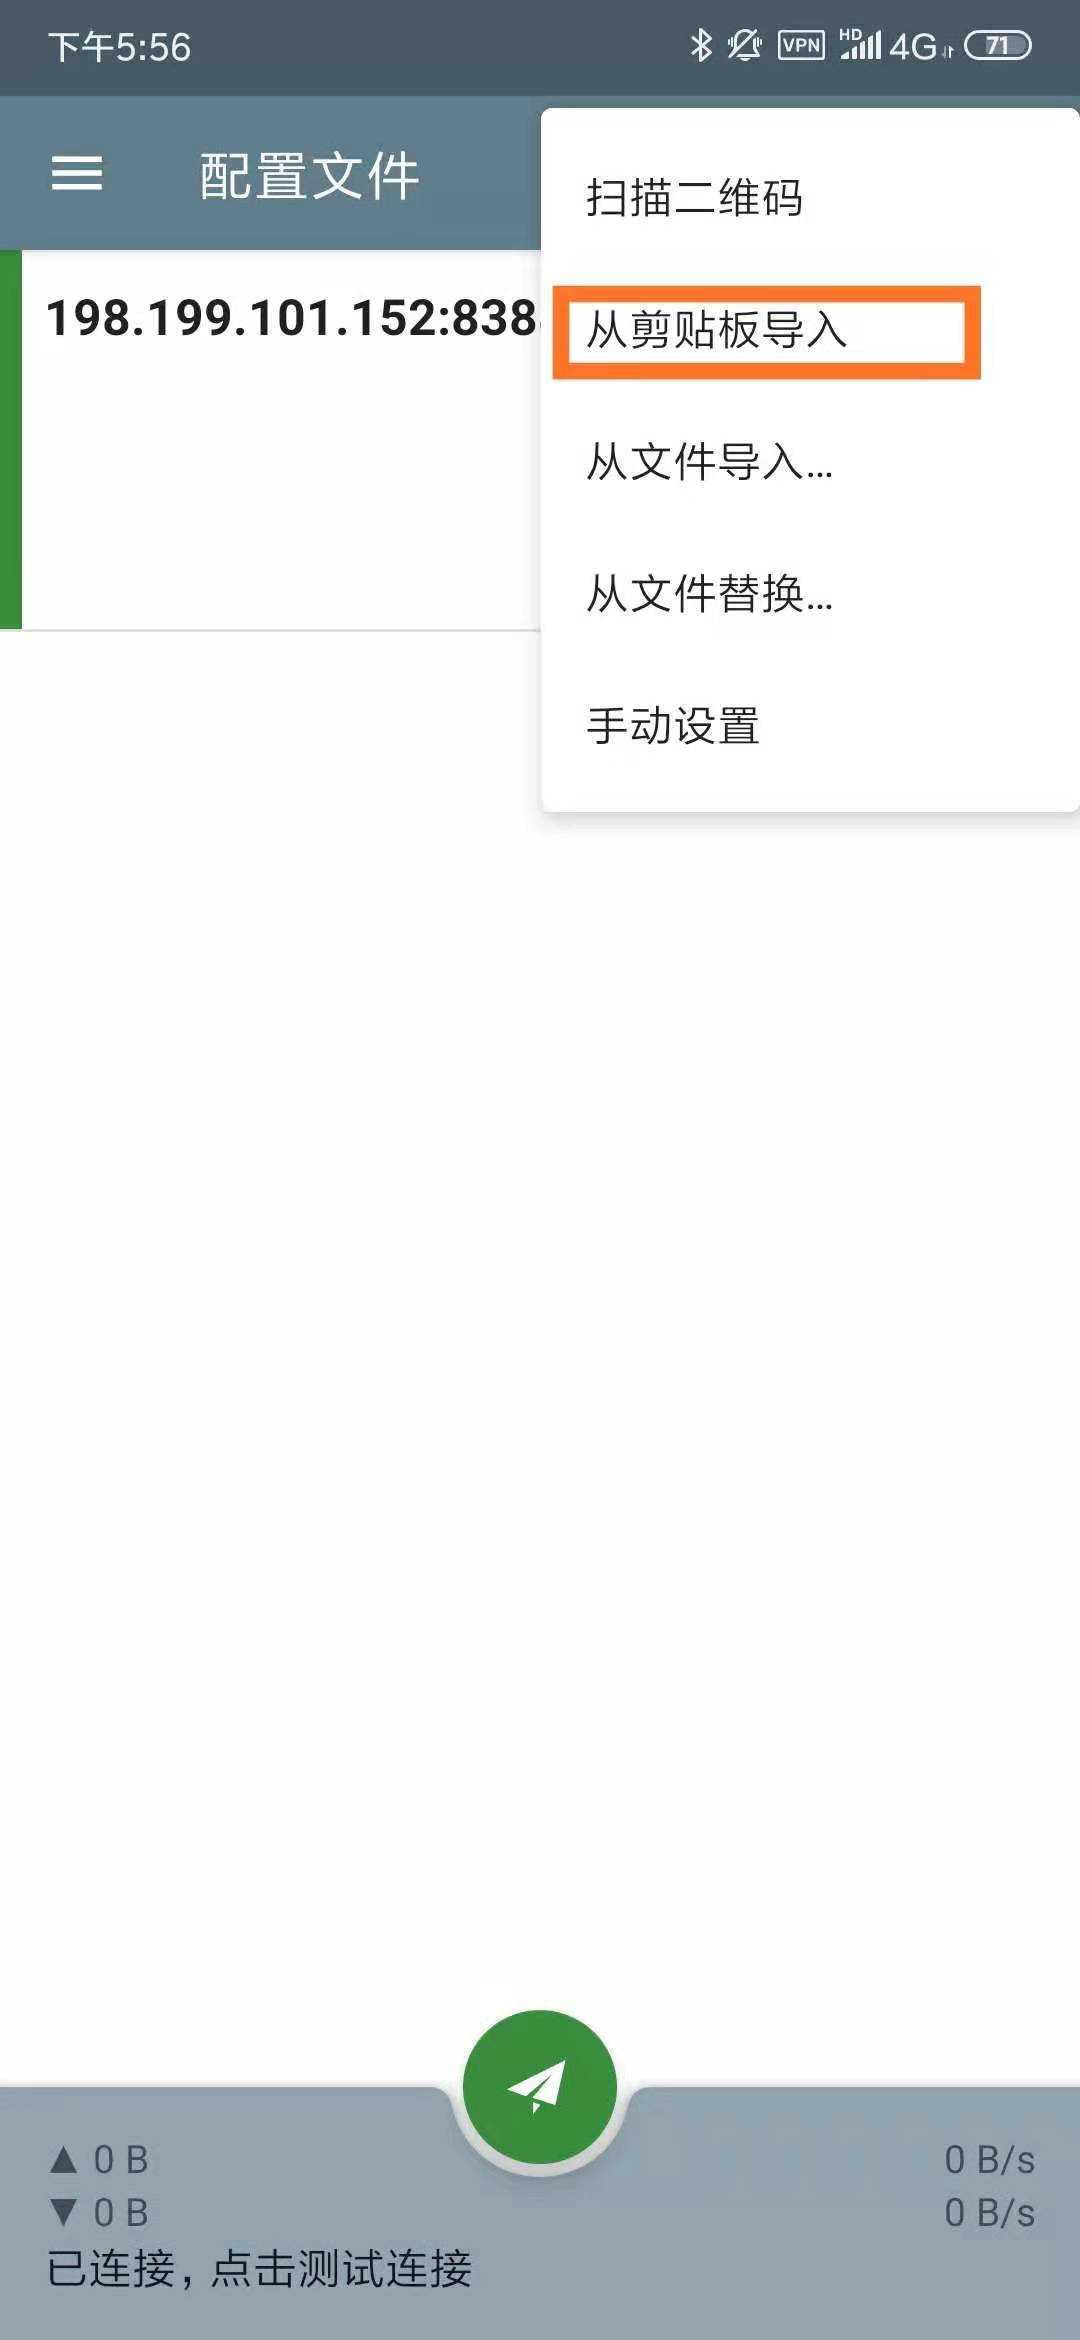 下午5:56
VPN HD 4G 71
配置文件
扫描二维码
198.199.101.152:838
从剪贴板导入
从文件导入...
从文件替换...
手动设置
▲ 0 B
0 B/s
▼ 0 B
0 B/s
已连接，点击测试连接